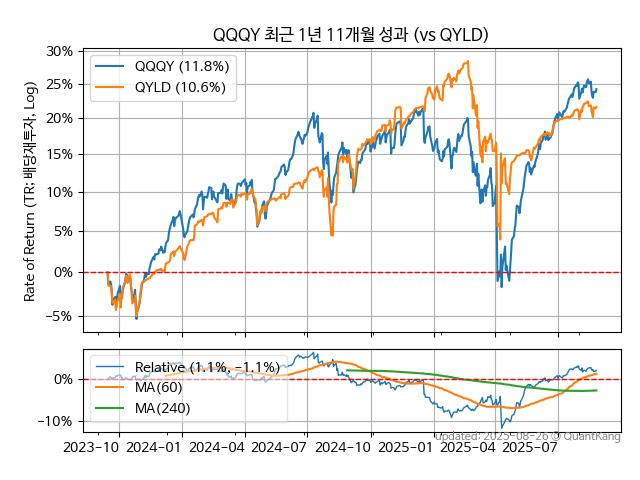 QQQY 최근 1년 11개월 성과 (vs QYLD)
Rate of Return (TR: 배당재투자, Log)
30%
25%
20%
15%
10%
5%
0%
−5%
QQQY (11.8%)
QYLD (10.6%)
0%
−10%
Relative (1.1%, −1.1%)
MA(60)
MA(240)
2023-10 2024-01 2024-04 2024-07 2024-10 2025-01 2025-04 2025-07
updated: 2025-08-26 © QuantKang